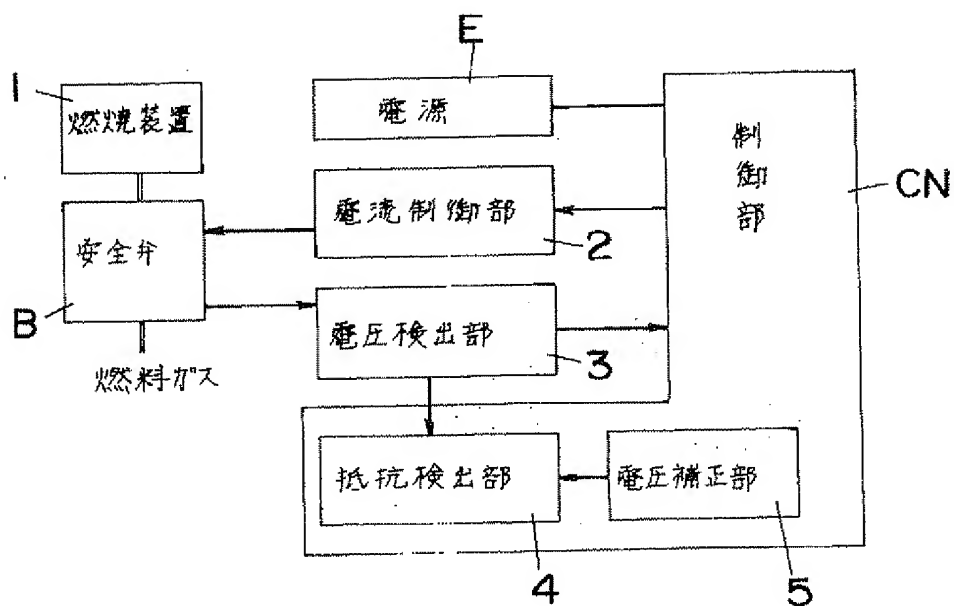 E
1
燃焼装置
電源
制御部
CN
電流制御部
2
安全弁
B
電圧検出部
3
燃料ガス
抵抗検出部
電圧補正部
4
5